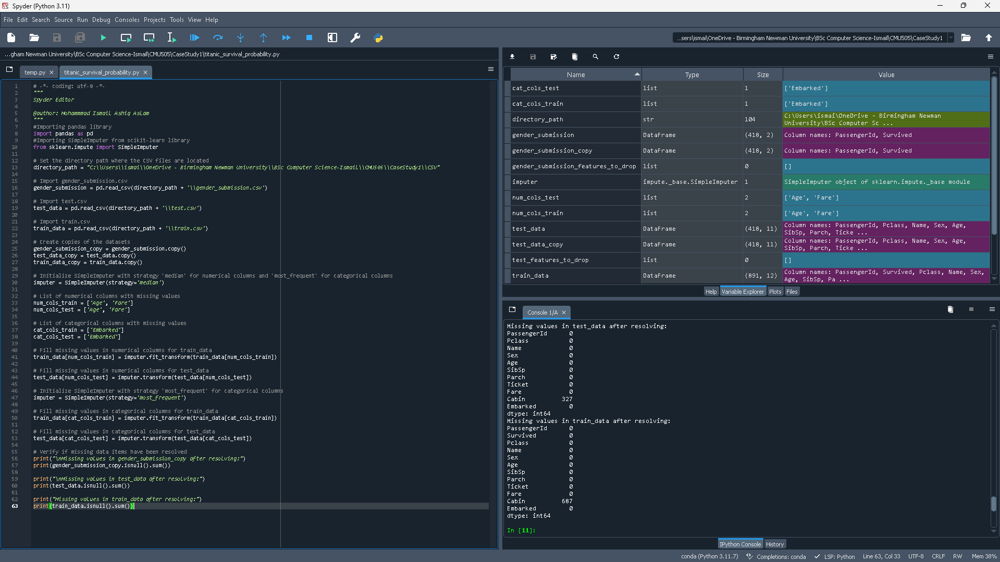 Spyder (Python 3.11)
File Edit Search Source Run Debug Consoles Projects Tools View Help
...sers\ismai\OneDrive - Birmingham Newman University\BSc Computer Science-Ismail\CMU505\CaseStudy1
...gham Newman University\BSc Computer Science-Ismail\CMU505\CaseStudy1\titanic_survival_probability.py
temp.py
titanic_survival_probability.py
1 # -*- coding: utf-8 -*-
2 """
3 Spyder Editor
4
5 @author: Mohammmad Ismail Ashiq Aslam
6 """
7 #Importing pandas library
8 import pandas as pd
9 #Importing SimpleImputer from scikit-learn library
10 from sklearn.impute import SimpleImputer
11
12 # Set the directory path where the CSV files are located
13 directory_path = "C:\\Users\\ismai\\OneDrive - Birmingham Newman University\\BSc Computer Science-Ismail\\CMU505\\CaseStudy1\\CSV"
14
15 # Import gender_submission.csv
16 gender_submission = pd.read_csv(directory_path + '\\gender_submission.csv')
17
18 # Import test.csv
19 test_data = pd.read_csv(directory_path + '\\test.csv')
20
21 # Import train.csv
22 train_data = pd.read_csv(directory_path + '\\train.csv')
23
24 # Create copies of the datasets
25 gender_submission_copy = gender_submission.copy()
26 test_data_copy = test_data.copy()
27 train_data_copy = train_data.copy()
28
29 # Initialize SimpleImputer with strategy 'median' for numerical columns and 'most_frequent' for categorical columns
30 imputer = SimpleImputer(strategy='median')
31
32 # List of numerical columns with missing values
33 num_cols_train = ['Age', 'Fare']
34 num_cols_test = ['Age', 'Fare']
35
36 # List of categorical columns with missing values
37 cat_cols_train = ['Embarked']
38 cat_cols_test = ['Embarked']
39
40 # Fill missing values in numerical columns for train_data
41 train_data[num_cols_train] = imputer.fit_transform(train_data[num_cols_train])
42
43 # Fill missing values in numerical columns for test_data
44 test_data[num_cols_test] = imputer.transform(test_data[num_cols_test])
45
46 # Initialize SimpleImputer with strategy 'most_frequent' for categorical columns
47 imputer = SimpleImputer(strategy='most_frequent')
48
49 # Fill missing values in categorical columns for train_data
50 train_data[cat_cols_train] = imputer.fit_transform(train_data[cat_cols_train])
51
52 # Fill missing values in categorical columns for test_data
53 test_data[cat_cols_test] = imputer.transform(test_data[cat_cols_test])
54
55 # Verify if missing data items have been resolved
56 print("\nMissing values in gender_submission_copy after resolving:")
57 print(gender_submission_copy.isnull().sum())
58
59 print("\nMissing values in test_data after resolving:")
60 print(test_data.isnull().sum())
61
62 print("Missing values in train_data after resolving:")
63 print(train_data.isnull().sum())
Name Type Size Value
cat_cols_test list 1 ['Embarked']
cat_cols_train list 1 ['Embarked']
directory_path str 104 C:\Users\ismai\OneDrive - Birmingham Newman
University\BSc Computer Sc ...
gender_submission DataFrame (418, 2) Column names: PassengerId, Survived
gender_submission_copy DataFrame (418, 2) Column names: PassengerId, Survived
gender_submission_features_to_drop list 0 []
imputer impute._base.SimpleImputer 1 SimpleImputer object of sklearn.impute._base module
num_cols_test list 2 ['Age', 'Fare']
num_cols_train list 2 ['Age', 'Fare']
test_data DataFrame (418, 11) Column names: PassengerId, Pclass, Name, Sex, Age,
SibSp, Parch, Ticke ...
test_data_copy DataFrame (418, 11) Column names: PassengerId, Pclass, Name, Sex, Age,
SibSp, Parch, Ticke ...
test_features_to_drop list 0 []
train_data DataFrame (891, 12) Column names: PassengerId, Survived, Pclass, Name, Sex,
Age, SibSp, Pa ...
Help Variable Explorer Plots Files
Console 1/A
Missing values in test_data after resolving:
PassengerId 0
Pclass 0
Name 0
Sex 0
Age 0
SibSp 0
Parch 0
Ticket 0
Fare 0
Cabin 327
Embarked 0
dtype: int64
Missing values in train_data after resolving:
PassengerId 0
Survived 0
Pclass 0
Name 0
Sex 0
Age 0
SibSp 0
Parch 0
Ticket 0
Fare 0
Cabin 687
Embarked 0
dtype: int64
In [11]:
IPython Console History
conda (Python 3.11.7) Completions: conda LSP: Python Line 63, Col 33 UTF-8 CRLF RW Mem 38%